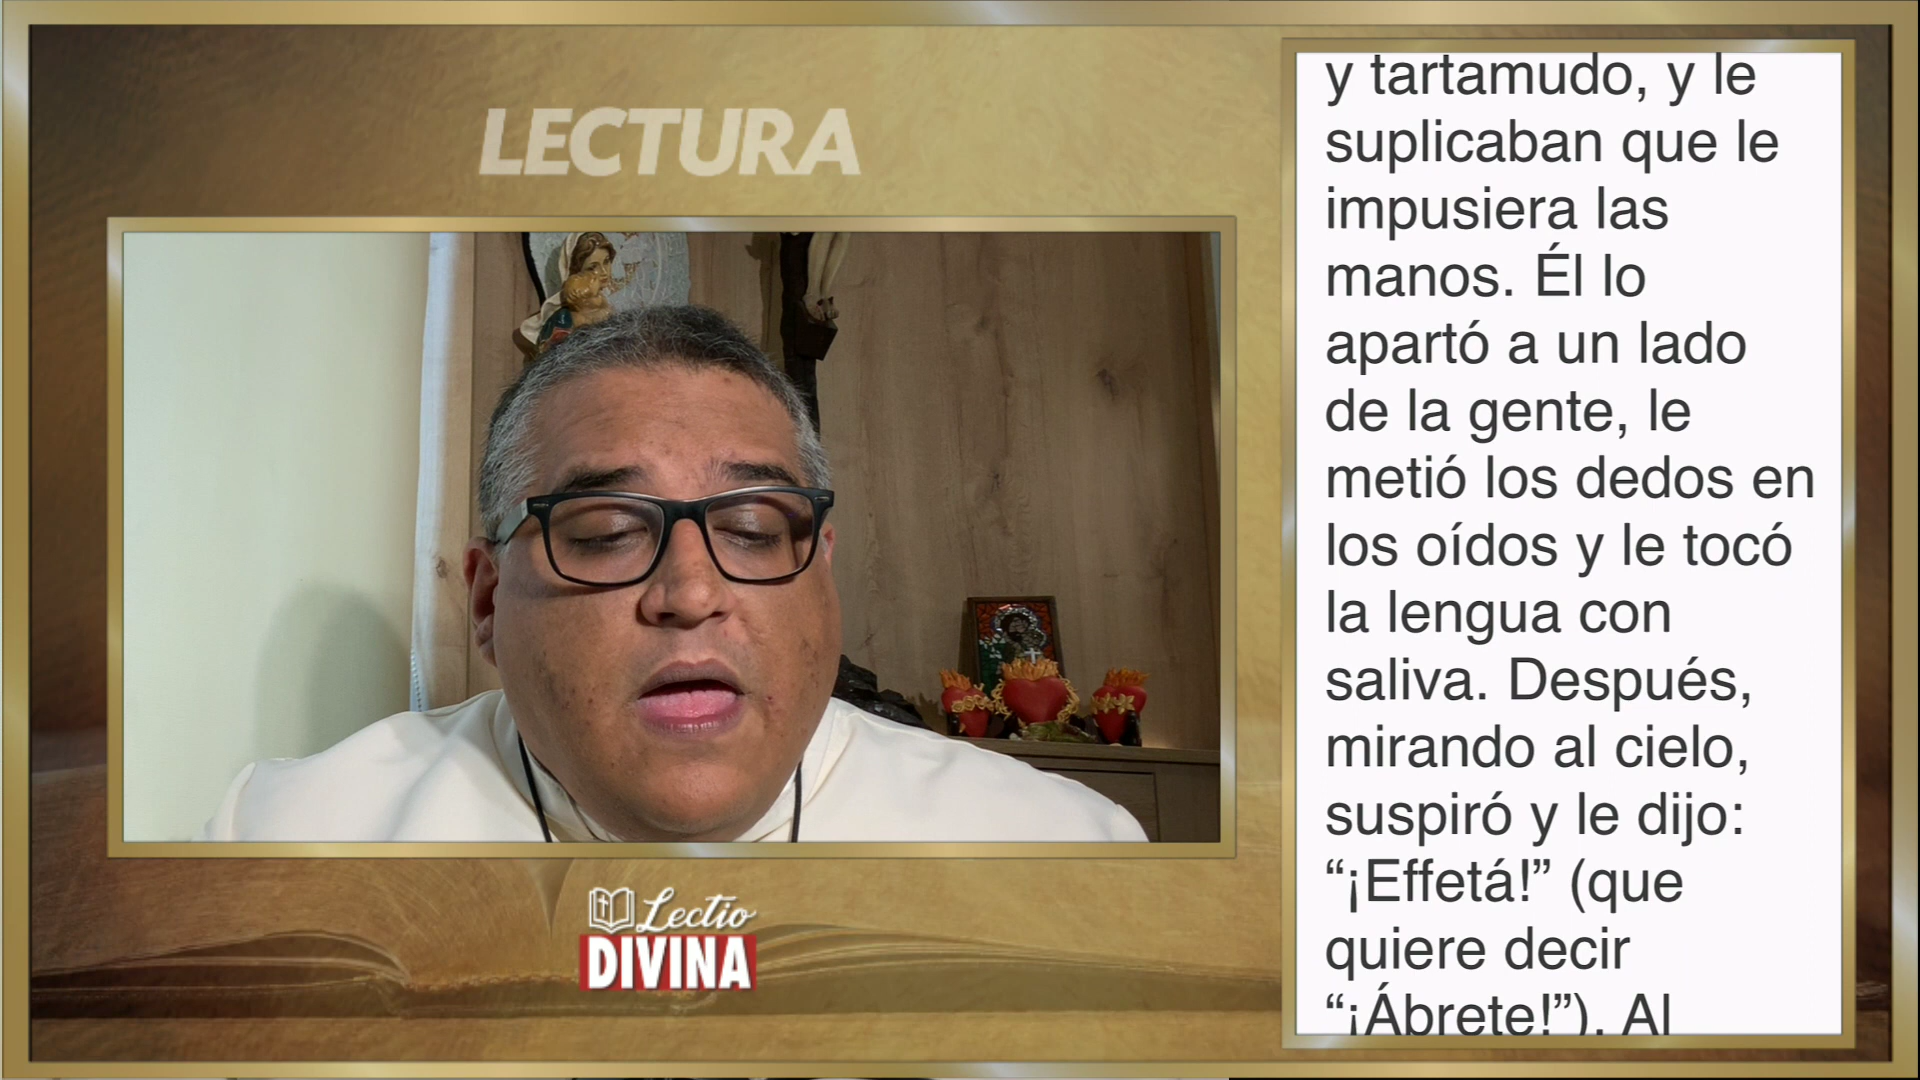 LECTURA
y tartamudo, y le
suplicaban que le
impusiera las
manos. Él lo
apartó a un lado
de la gente, le
metió los dedos en
los oídos y le tocó
la lengua con
saliva. Después,
mirando al cielo,
suspiró y le dijo:
“¡Effetá!” (que
quiere decir
“¡Ábrete!”). Al
Lectio
DIVINA